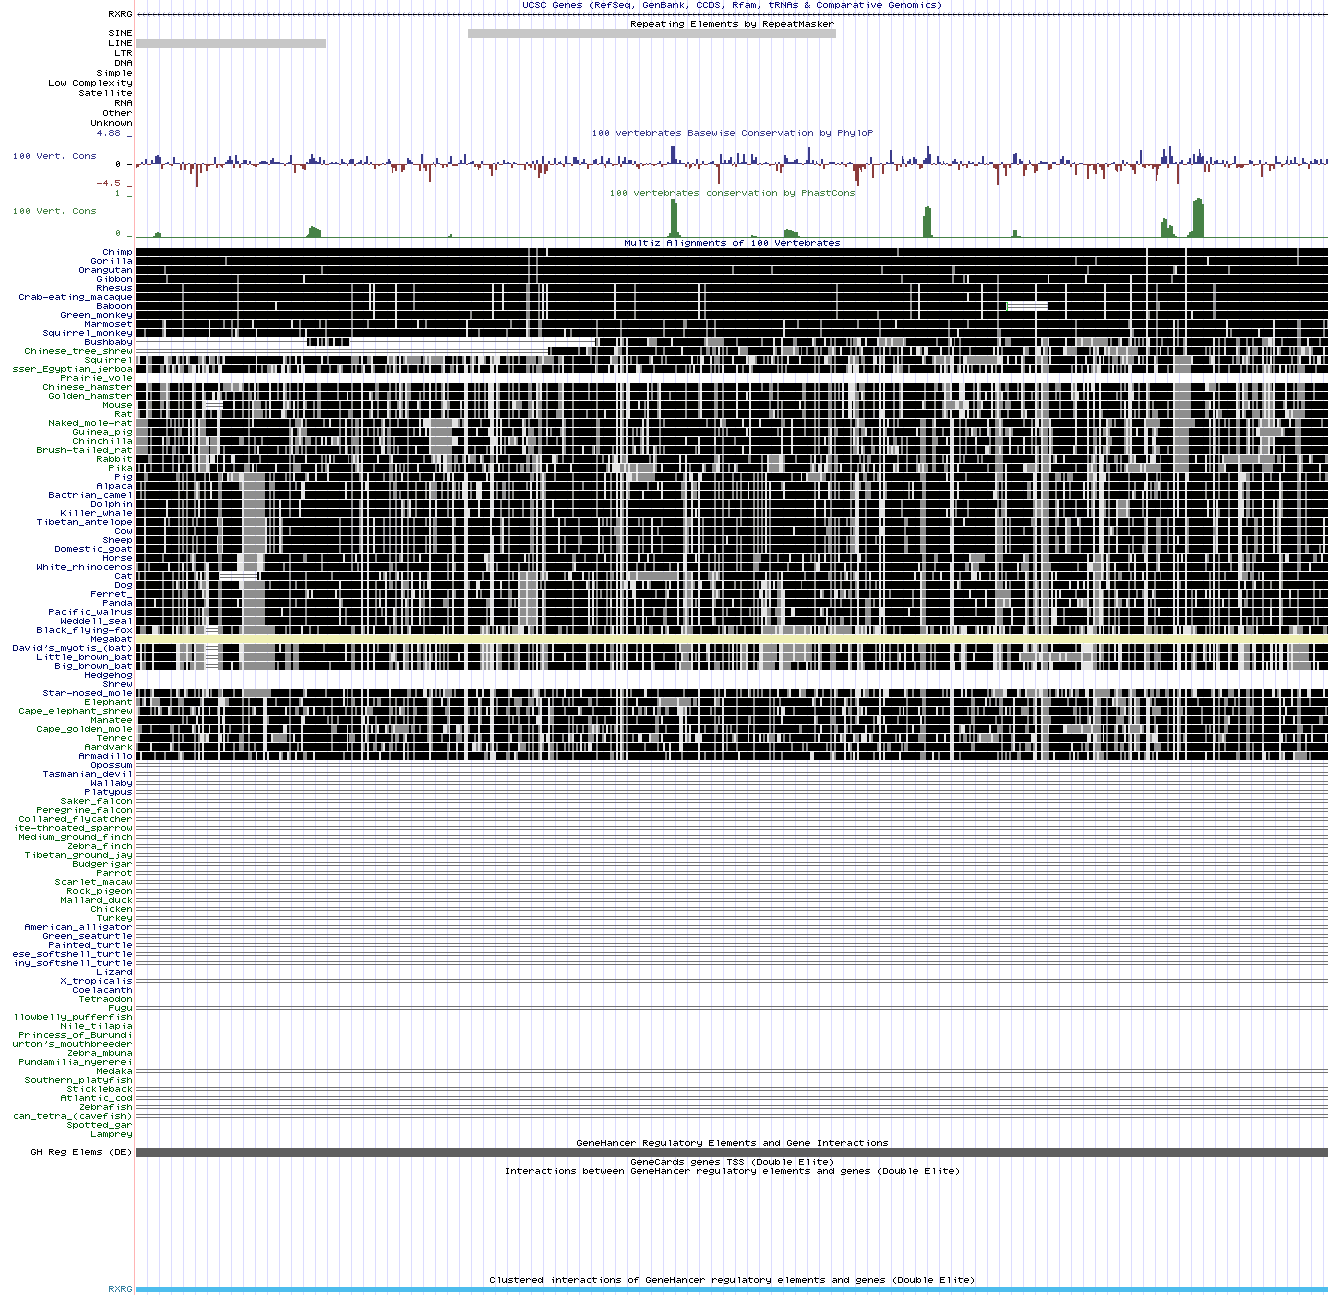 UCSC Genes (RefSeq, GenBank, CCDS, Rfam, tRNAs & Comparative Genomics)
RXRG
Repeating Elements by RepeatMasker
SINE
LINE
LTR
DNA
Simple
Low Complexity
Satellite
RNA
Other
Unknown
4.88 _
100 vertebrates Basewise Conservation by PhyloP
100 Vert. Cons
0 -
-4.5 _
1 _
100 vertebrates conservation by PhastCons
100 Vert. Cons
0 _
Multiz Alignments of 100 Vertebrates
Chimp
Gorilla
Orangutan
Gibbon
Rhesus
Crab-eating_macaque
Baboon
Green_monkey
Marmoset
Squirrel_monkey
Bushbaby
Chinese_tree_shrew
Squirrel
sser_Egyptian_jerboa
Prairie_vole
Chinese_hamster
Golden_hamster
Mouse
Rat
Naked_mole-rat
Guinea_pig
Chinchilla
Brush-tailed_rat
Rabbit
Pika
Pig
Alpaca
Bactrian_camel
Dolphin
Killer_whale
Tibetan_antelope
Cow
Sheep
Domestic_goat
Horse
White_rhinoceros
Cat
Dog
Ferret_
Panda
Pacific_walrus
Weddell_seal
Black_flying-fox
Megabat
David's_myotis_(bat)
Little_brown_bat
Big_brown_bat
Hedgehog
Shrew
Star-nosed_mole
Elephant
Cape_elephant_shrew
Manatee
Cape_golden_mole
Tenrec
Aardvark
Armadillo
Opossum
Tasmanian_devil
Wallaby
Platypus
Saker_falcon
Peregrine_falcon
Collared_flycatcher
ite-throated_sparrow
Medium_ground_finch
Zebra_finch
Tibetan_ground_jay
Budgerigar
Parrot
Scarlet_macaw
Rock_pigeon
Mallard_duck
Chicken
Turkey
American_alligator
Green_seaturtle
Painted_turtle
ese_softshell_turtle
iny_softshell_turtle
Lizard
X_tropicalis
Coelacanth
Tetraodon
Fugu
llowbelly_pufferfish
Nile_tilapia
Princess_of_Burundi
urton's_mouthbreeder
Zebra_mbuna
Pundamilia_nyererei
Medaka
Southern_platyfish
Stickleback
Atlantic_cod
Zebrafish
can_tetra_(cavefish)
Spotted_gar
Lamprey
GeneHancer Regulatory Elements and Gene Interactions
GH Reg Elems (DE)
GeneCards genes TSS (Double Elite)
Interactions between GeneHancer regulatory elements and genes (Double Elite)
Clustered interactions of GeneHancer regulatory elements and genes (Double Elite)
RXRG